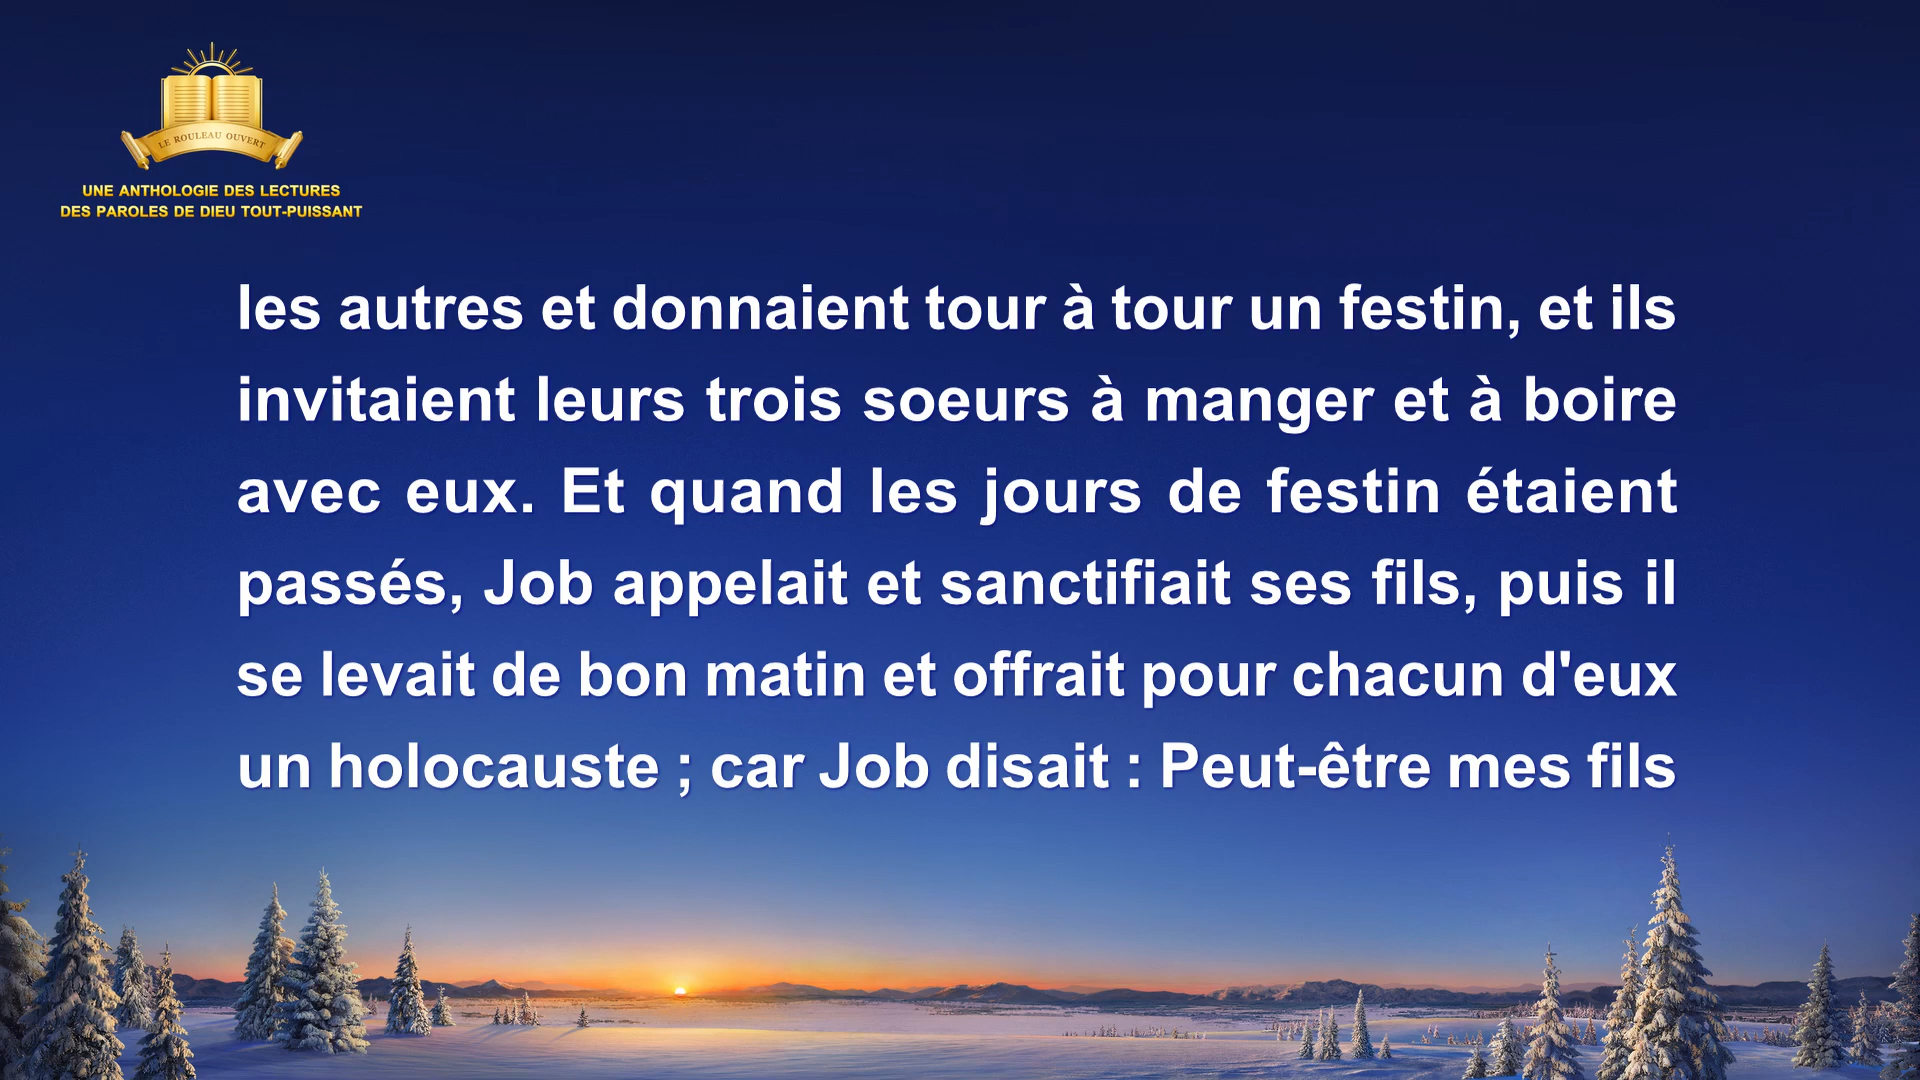 LE ROULEAU OUVERT
UNE ANTHOLOGIE DES LECTURES
DES PAROLES DE DIEU TOUT-PUISSANT
les autres et donnaient tour à tour un festin, et ils
invitaient leurs trois soeurs à manger et à boire
avec eux. Et quand les jours de festin étaient
passés, Job appelait et sanctifiait ses fils, puis il
se levait de bon matin et offrait pour chacun d'eux
un holocauste ; car Job disait : Peut-être mes fils